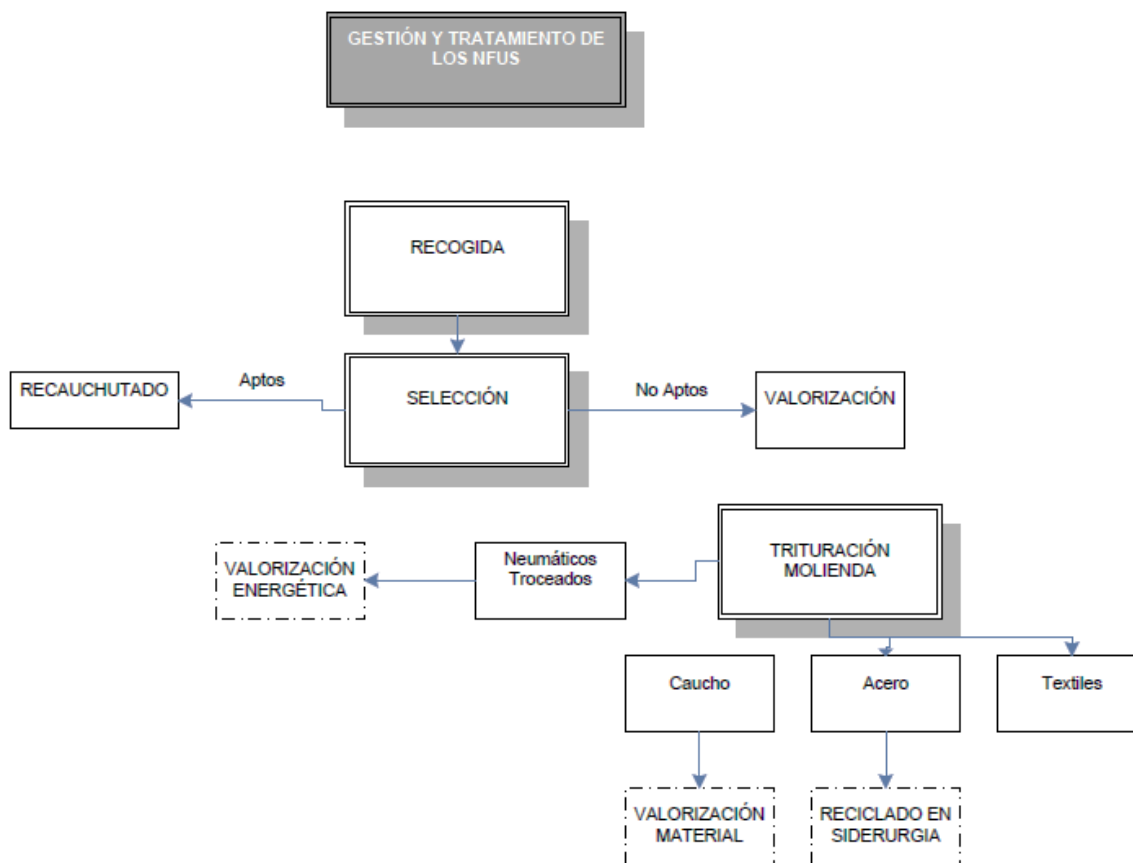 GESTIÓN Y TRATAMIENTO DE
LOS NFUS
RECOGIDA
RECAUCHUTADO
Aptos
SELECCIÓN
No Aptos
VALORIZACIÓN
VALORIZACIÓN
ENERGÉTICA
Neumáticos
Troceados
TRITURACIÓN
MOLIENDA
Caucho
Acero
Textiles
VALORIZACIÓN
MATERIAL
RECICLADO EN
SIDERURGIA